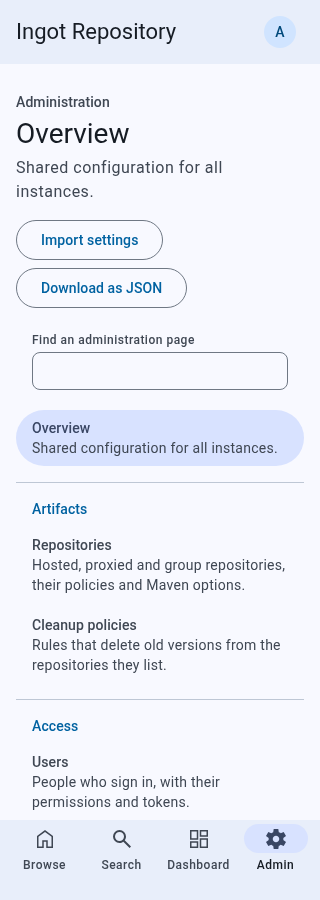 Ingot Repository
A
Administration
Overview
Shared configuration for all
instances.
Import settings
Download as JSON
Find an administration page
Overview
Shared configuration for all instances.
Artifacts
Repositories
Hosted, proxied and group repositories,
their policies and Maven options.
Cleanup policies
Rules that delete old versions from the
repositories they list.
Access
Users
People who sign in, with their
permissions and tokens.
Browse
Search
Dashboard
Admin